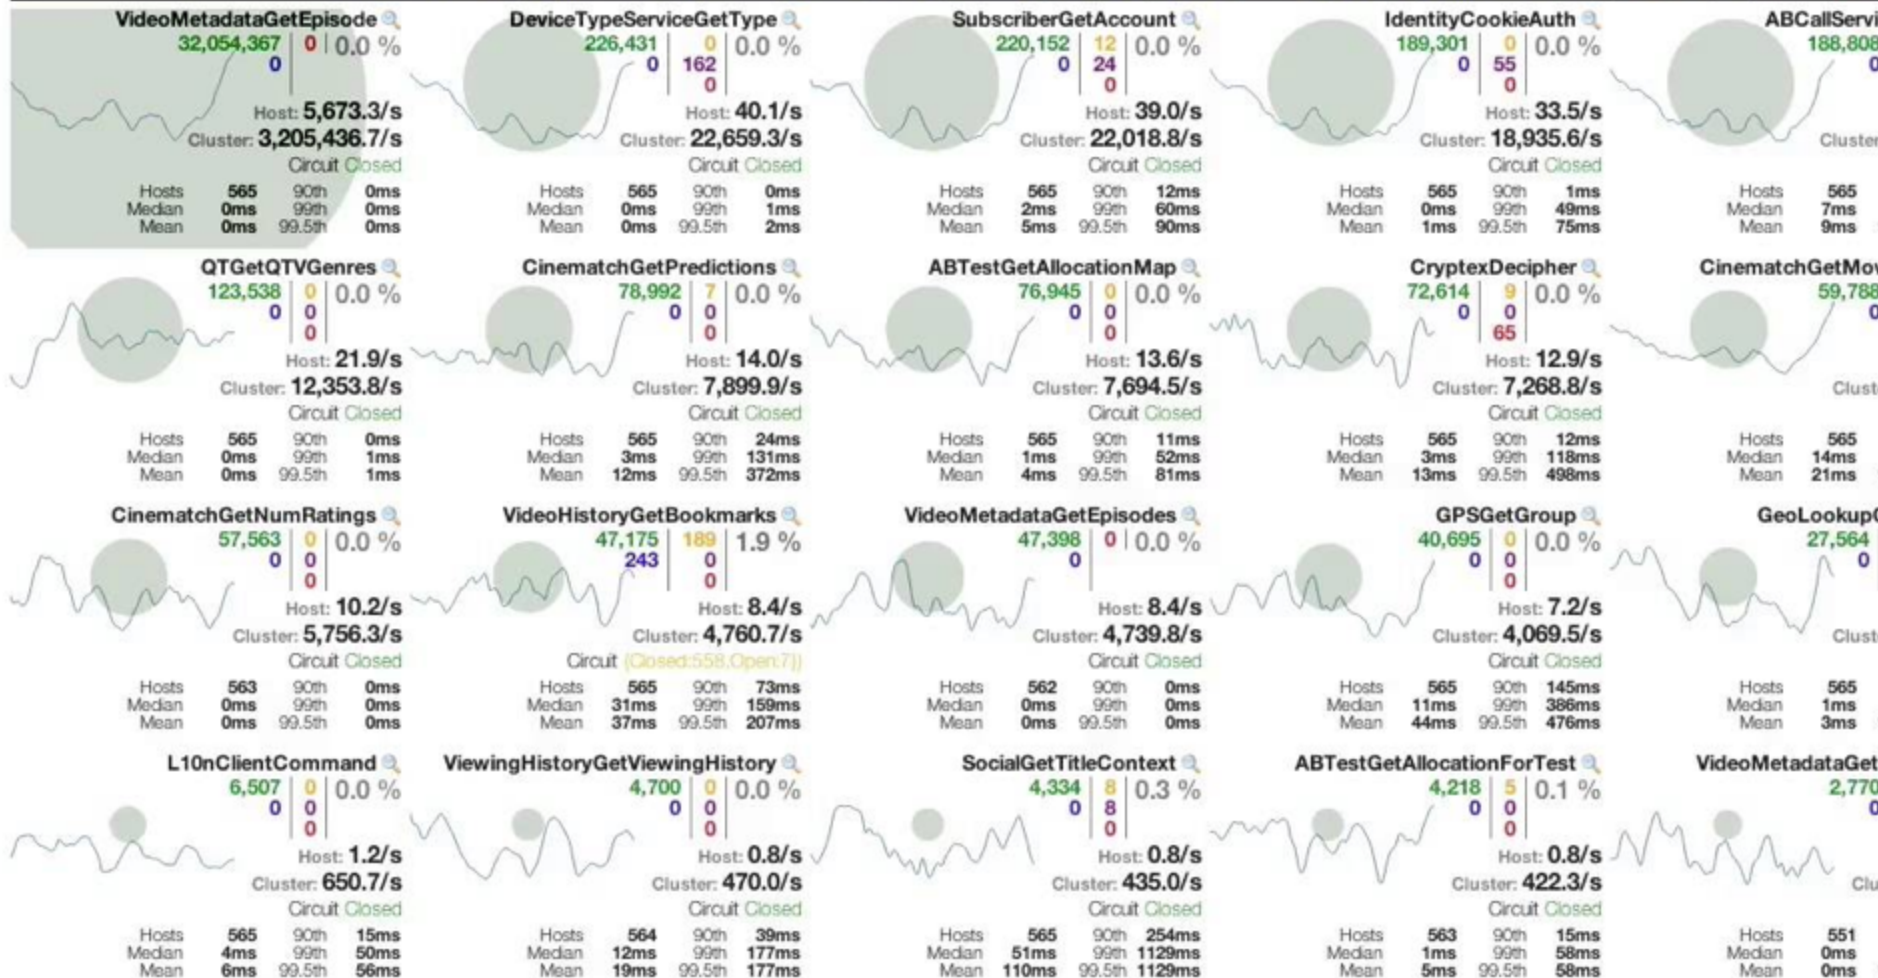 VideoMetadataGetEpisode
32,054,367 0 0.0 %
0
Host: 5,673.3/s
Cluster: 3,205,436.7/s
Circuit Closed
Hosts 565 90th 0ms
Median 0ms 99th 0ms
Mean 0ms 99.5th 0ms
DeviceTypeServiceGetType
226,431 0 0.0 %
0 162
0
Host: 40.1/s
Cluster: 22,659.3/s
Circuit Closed
Hosts 565 90th 0ms
Median 0ms 99th 1ms
Mean 0ms 99.5th 2ms
SubscriberGetAccount
220,152 12 0.0 %
0 24
0
Host: 39.0/s
Cluster: 22,018.8/s
Circuit Closed
Hosts 565 90th 12ms
Median 2ms 99th 60ms
Mean 5ms 99.5th 90ms
IdentityCookieAuth
189,301 0 0.0 %
0 55
0
Host: 33.5/s
Cluster: 18,935.6/s
Circuit Closed
Hosts 565 90th 1ms
Median 0ms 99th 49ms
Mean 1ms 99.5th 75ms
ABCallServi
188,808
0
Cluster:
Hosts 565
Median 7ms
Mean 9ms
QTGetQTVGenres
123,538 0 0.0 %
0 0
0
Host: 21.9/s
Cluster: 12,353.8/s
Circuit Closed
Hosts 565 90th 0ms
Median 0ms 99th 1ms
Mean 0ms 99.5th 1ms
CinematchGetPredictions
78,992 7 0.0 %
0 0
0
Host: 14.0/s
Cluster: 7,899.9/s
Circuit Closed
Hosts 565 90th 24ms
Median 3ms 99th 131ms
Mean 12ms 99.5th 372ms
ABTestGetAllocationMap
76,945 0 0.0 %
0 0
0
Host: 13.6/s
Cluster: 7,694.5/s
Circuit Closed
Hosts 565 90th 11ms
Median 1ms 99th 52ms
Mean 4ms 99.5th 81ms
CryptexDecipher
72,614 9 0.0 %
0 0
65
Host: 12.9/s
Cluster: 7,268.8/s
Circuit Closed
Hosts 565 90th 12ms
Median 3ms 99th 118ms
Mean 13ms 99.5th 498ms
CinematchGetMov
59,788
0
Clust
Hosts 565
Median 14ms
Mean 21ms
CinematchGetNumRatings
57,563 0 0.0 %
0 0
0
Host: 10.2/s
Cluster: 5,756.3/s
Circuit Closed
Hosts 563 90th 0ms
Median 0ms 99th 0ms
Mean 0ms 99.5th 0ms
VideoHistoryGetBookmarks
47,175 189 1.9 %
243 0
0
Host: 8.4/s
Cluster: 4,760.7/s
Circuit (Closed:558,Open:7))
Hosts 565 90th 73ms
Median 31ms 99th 159ms
Mean 37ms 99.5th 207ms
VideoMetadataGetEpisodes
47,398 0 0.0 %
0
Host: 8.4/s
Cluster: 4,739.8/s
Circuit Closed
Hosts 562 90th 0ms
Median 0ms 99th 0ms
Mean 0ms 99.5th 0ms
GPSGetGroup
40,695 0 0.0 %
0 0
0
Host: 7.2/s
Cluster: 4,069.5/s
Circuit Closed
Hosts 565 90th 145ms
Median 11ms 99th 386ms
Mean 44ms 99.5th 476ms
GeoLookup
27,564
0
Clust
Hosts 565
Median 1ms
Mean 3ms
L10nClientCommand
6,507 0 0.0 %
0 0
0
Host: 1.2/s
Cluster: 650.7/s
Circuit Closed
Hosts 565 90th 15ms
Median 4ms 99th 50ms
Mean 6ms 99.5th 56ms
ViewingHistoryGetViewingHistory
4,700 0 0.0 %
0 0
0
Host: 0.8/s
Cluster: 470.0/s
Circuit Closed
Hosts 564 90th 39ms
Median 12ms 99th 177ms
Mean 19ms 99.5th 177ms
SocialGetTitleContext
4,334 8 0.3 %
0 8
0
Host: 0.8/s
Cluster: 435.0/s
Circuit Closed
Hosts 565 90th 254ms
Median 51ms 99th 1129ms
Mean 110ms 99.5th 1129ms
ABTestGetAllocationForTest
4,218 5 0.1 %
0 0
0
Host: 0.8/s
Cluster: 422.3/s
Circuit Closed
Hosts 563 90th 15ms
Median 1ms 99th 58ms
Mean 5ms 99.5th 58ms
VideoMetadataGet
2,770
0
Clu
Hosts 551
Median 0ms
Mean 0ms